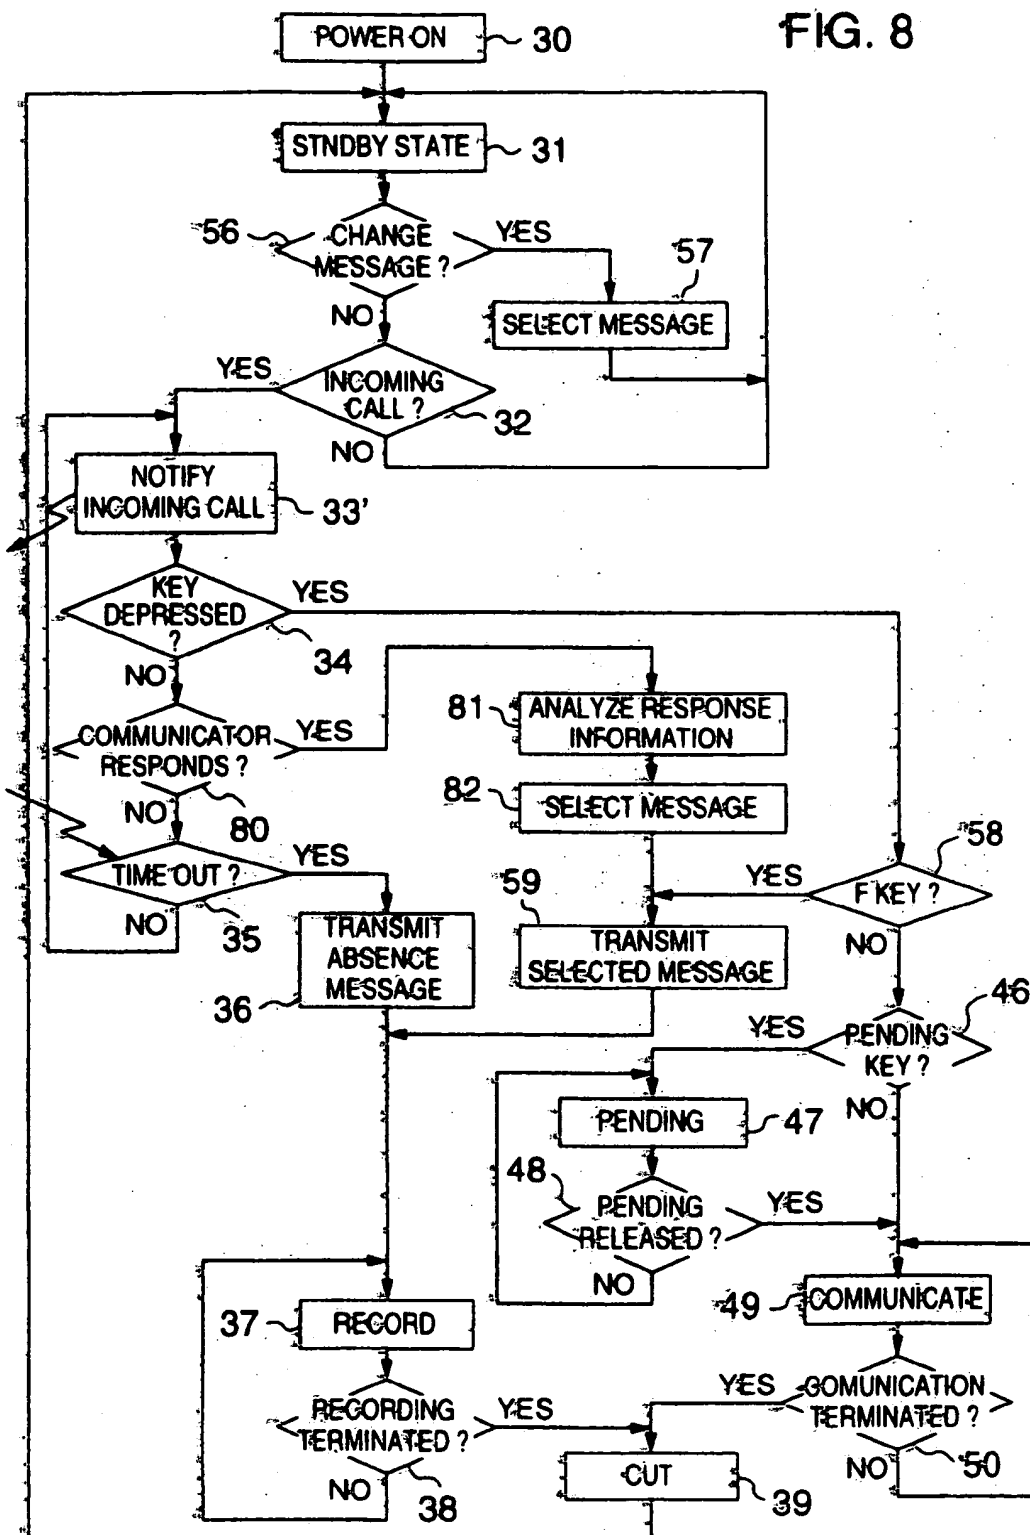 FIG. 8
POWER ON
30
STNDBY STATE
31
56
CHANGE
MESSAGE ?
YES
NO
57
SELECT MESSAGE
YES
INCOMING
CALL ?
32
NO
NOTIFY
INCOMING CALL
33'
KEY
DEPRESSED
?
YES
34
NO
81
ANALYZE RESPONSE
INFORMATION
COMMUNICATOR
RESPONDS ?
YES
80
NO
82
SELECT MESSAGE
TIME OUT ?
YES
35
NO
58
F KEY ?
YES
NO
59
TRANSMIT
SELECTED MESSAGE
TRANSMIT
ABSENCE
MESSAGE
36
46
PENDING
KEY ?
YES
NO
PENDING
47
48
PENDING
RELEASED ?
YES
NO
49
COMMUNICATE
37
RECORD
RECORDING
TERMINATED ?
YES
38
NO
YES
COMUNICATION
TERMINATED ?
50
NO
CUT
39